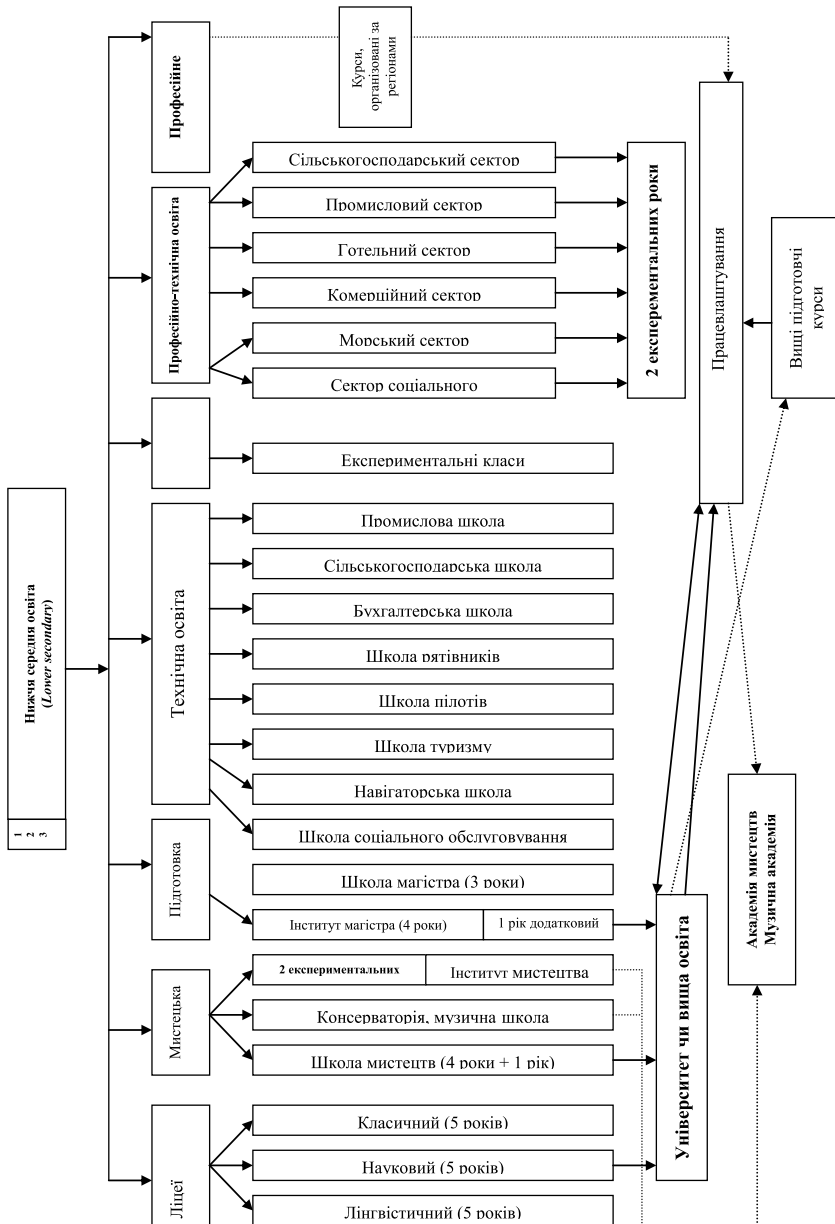 Нижчя середня освіта
(Lower secondary)
1
2
3
Професійне
Курси,
організовані за
регіонами
Професійно-технічна освіта
Сільськогосподарський сектор
Промисловий сектор
Готельний сектор
Комерційний сектор
Морський сектор
Сектор соціального
2 експерементальних роки
Працевлаштування
Вищі підготовчі
курси
Експериментальні класи
Технічна освіта
Промислова школа
Сільськогосподарська школа
Бухгалтерська школа
Школа рятівників
Школа пілотів
Школа туризму
Навігаторська школа
Школа соціального обслуговування
Підготовка
Школа магістра (3 роки)
Інститут магістра (4 роки)
1 рік додатковий
Мистецька
2 експериментальних
Інститут мистецтва
Консерваторія, музична школа
Школа мистецтв (4 роки + 1 рік)
Університет чи вища освіта
Академія мистецтв
Музична академія
Ліцеї
Класичний (5 років)
Науковий (5 років)
Лінгвістичний (5 років)